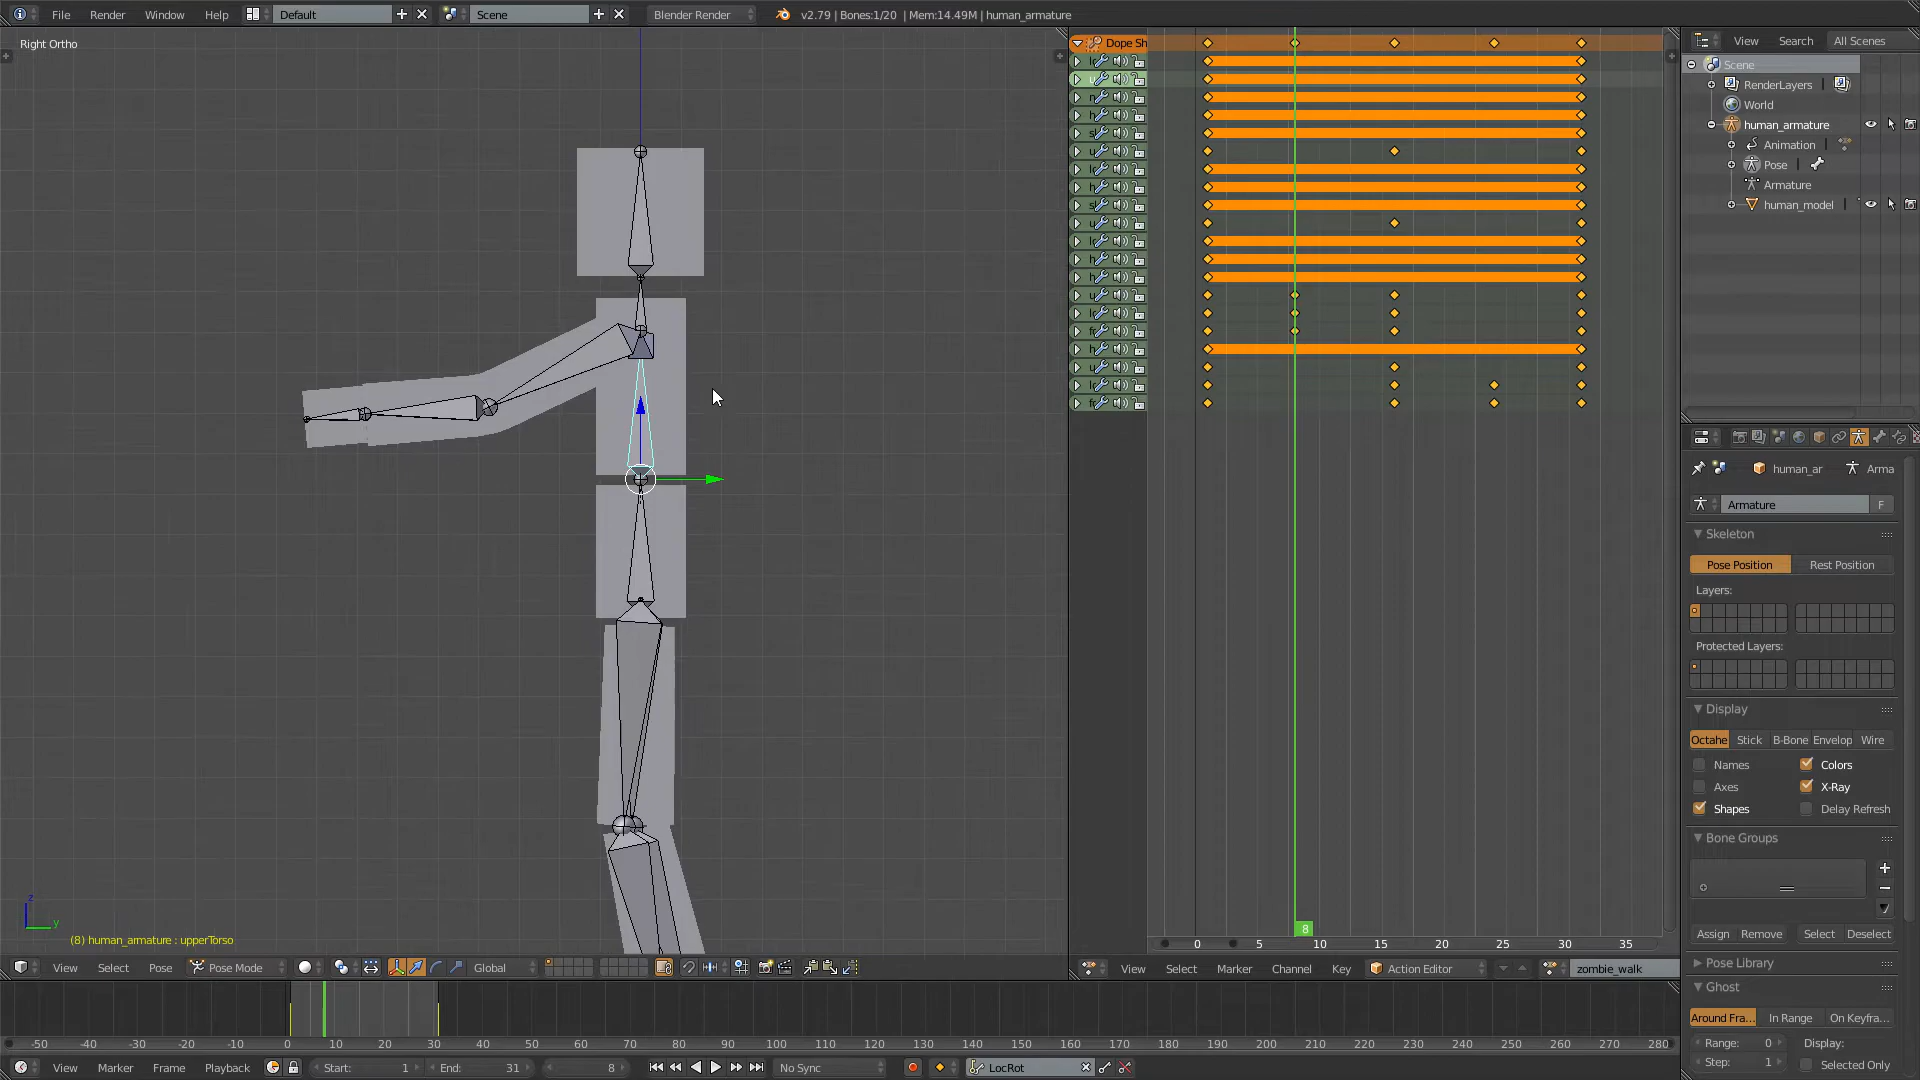 File Render Window Help Default Scene Blender Render v2.79 | Bones:1/20 | Mem:14.49M | human_armature
Right Ortho
Dope Sh
View Search All Scenes
Scene
RenderLayers
World
human_armature
Animation
Pose
Armature
human_model
human_ar Arma
Armature F
Skeleton
Pose Position Rest Position
Layers:
Protected Layers:
Display
Octahe Stick B-Bone Envelop Wire
Names Colors
Axes X-Ray
Shapes Delay Refresh
Bone Groups
Assign Remove Select Deselect
Pose Library
Ghost
Around Fra... In Range On Keyfra...
Range: 0 Display:
Step: 1 Selected Only
z
y
(8) human_armature : upperTorso
View Select Pose Pose Mode Global
8
0 5 10 15 20 25 30 35
View Select Marker Channel Key Action Editor zombie_walk
-50 -40 -30 -20 -10 0 10 20 30 40 50 60 70 80 90 100 110 120 130 140 150 160 170 180 190 200 210 220 230 240 250 260 270 280
View Marker Frame Playback Start: 1 End: 31 8 No Sync LocRot